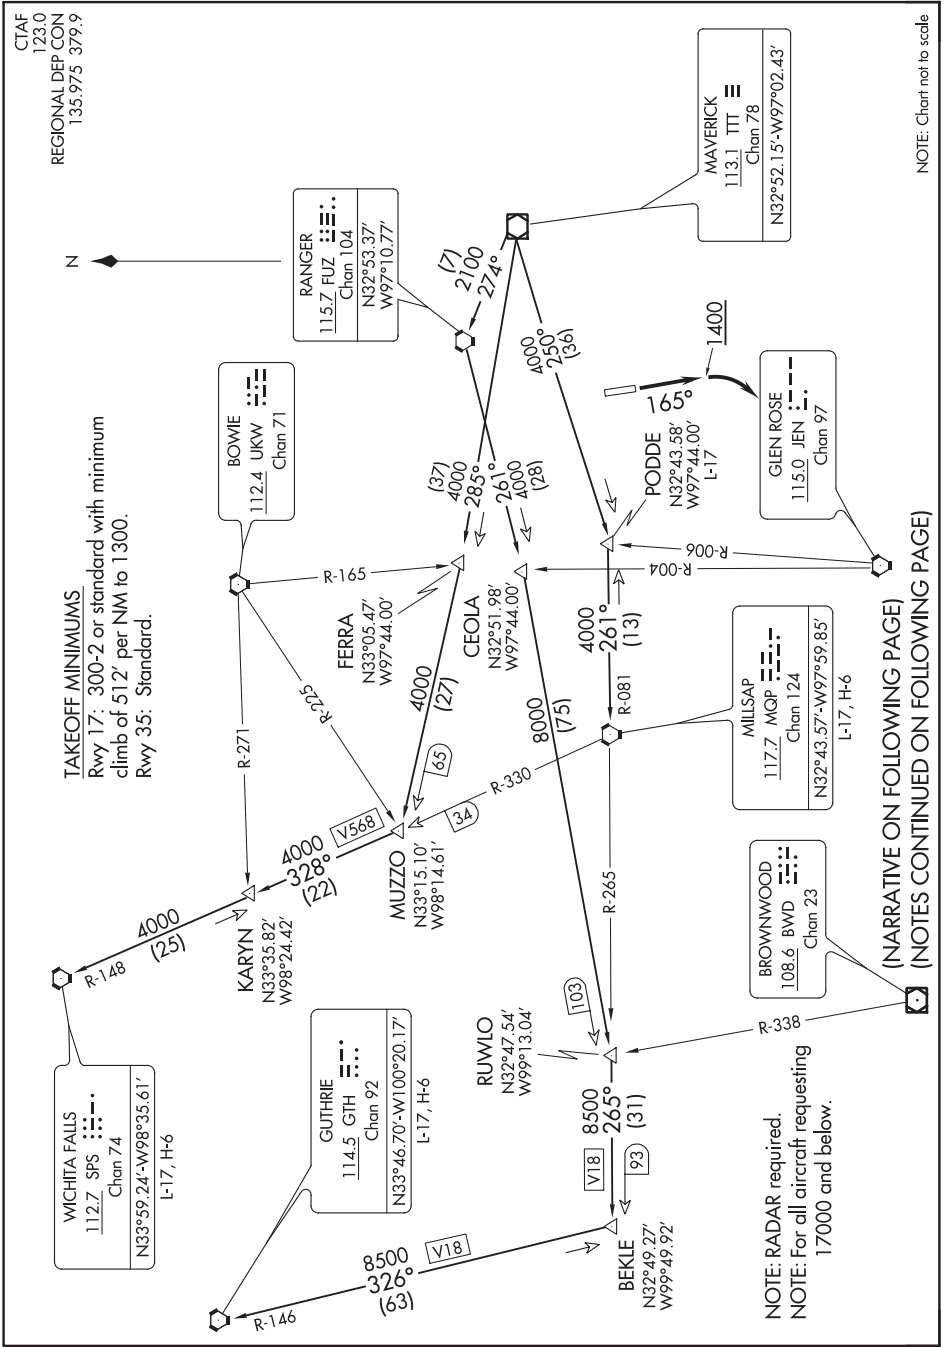 CTAF
123.0
REGIONAL DEP CON
135.975 379.9
TAKEOFF MINIMUMS
Rwy 17: 300-2 or standard with minimum
climb of 512' per NM to 1300.
Rwy 35: Standard.
N
WICHITA FALLS
112.7 SPS
Chan 74
N33°59.24'-W98°35.61'
L-17, H-6
R-148
4000
(25)
KARYN
N33°35.82'
W98°24.42'
4000
328°
(22)
V568
R-271
BOWIE
112.4 UKW
Chan 71
R-225
R-165
RANGER
115.7 FUZ
Chan 104
N32°53.37'
W97°10.77'
(7)
2100
274°
MAVERICK
113.1 TTT
Chan 78
N32°52.15'-W97°02.43'
GUTHRIE
114.5 GTH
Chan 92
N33°46.70'-W100°20.17'
L-17, H-6
R-146
8500
326°
(63)
V18
MUZZO
N33°15.10'
W98°14.61'
65
34
R-330
4000
(27)
FERRA
N33°05.47'
W97°44.00'
(37)
4000
285°
261°
4000
(28)
CEOLA
N32°51.98'
W97°44.00'
4000
250°
(36)
8000
(75)
RUWLO
N32°47.54'
W99°13.04'
103
R-265
8500
265°
(31)
V18
93
BEKLE
N32°49.27'
W99°49.92'
4000
261°
(13)
R-081
PODDE
N32°43.58'
W97°44.00'
L-17
165°
1400
R-006
R-004
GLEN ROSE
115.0 JEN
Chan 97
MILLSAP
117.7 MQP
Chan 124
N32°43.57'-W97°59.85'
L-17, H-6
BROWNWOOD
108.6 BWD
Chan 23
R-338
NOTE: RADAR required.
NOTE: For all aircraft requesting
17000 and below.
(NARRATIVE ON FOLLOWING PAGE)
(NOTES CONTINUED ON FOLLOWING PAGE)
NOTE: Chart not to scale